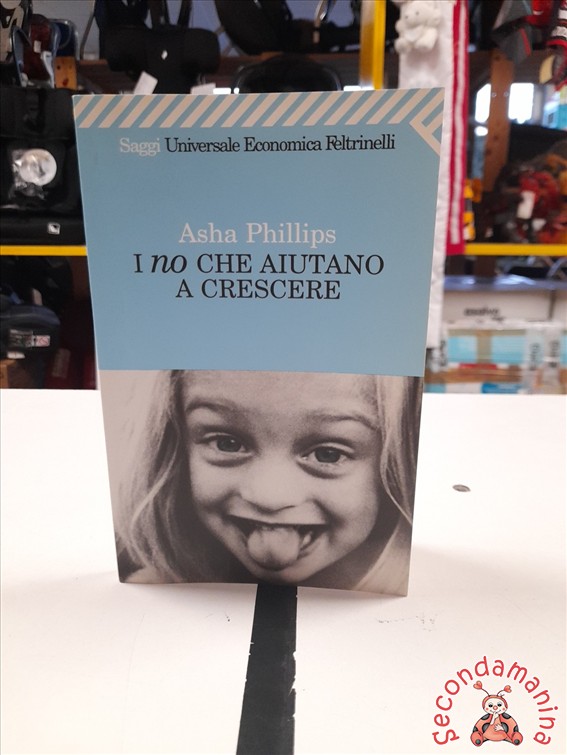 Saggi Universale Economica Feltrinelli
Asha Phillips
I no CHE AIUTANO
A CRESCERE
Secondamanina